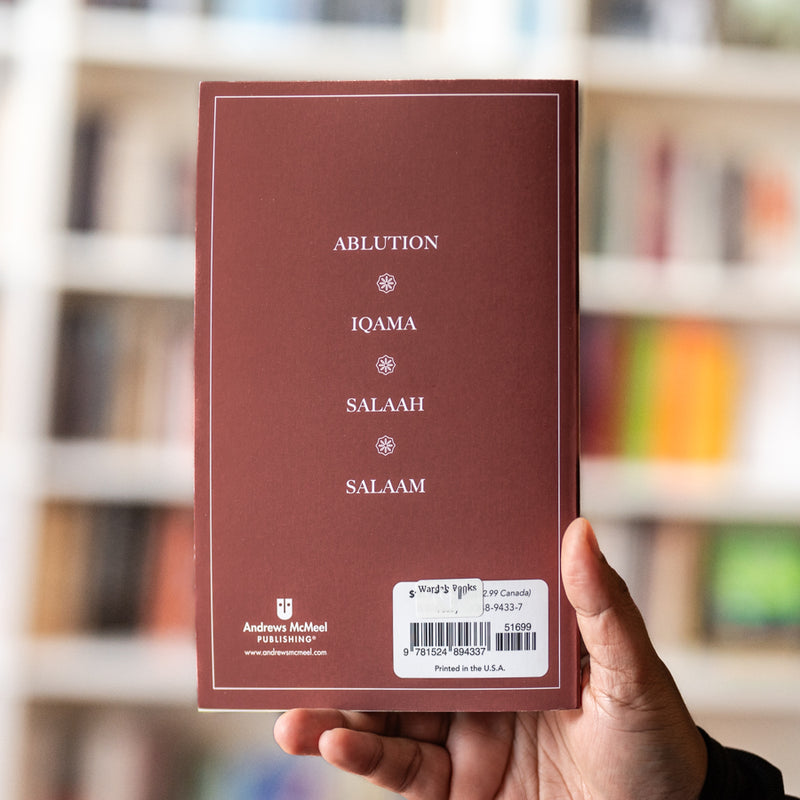 ABLUTION
IQAMA
SALAAH
SALAAM
Andrews McMeel
PUBLISHING®
www.andrewsmcmeel.com
$ Wardah Books 2.99 Canada)
8-9433-7
51699
9 781524 894337
Printed in the U.S.A.